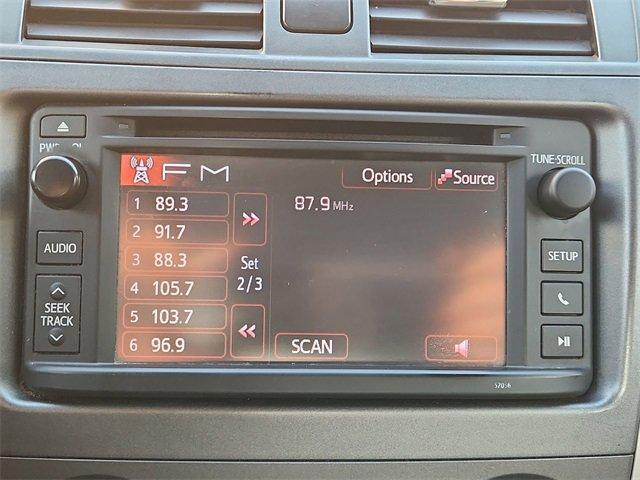 PWR VOL
TUNE·SCROLL
FM
Options
Source
1 89.3
87.9 MHz
2 91.7
AUDIO
SETUP
3 88.3
Set
2/3
4 105.7
SEEK
TRACK
5 103.7
6 96.9
SCAN
57036